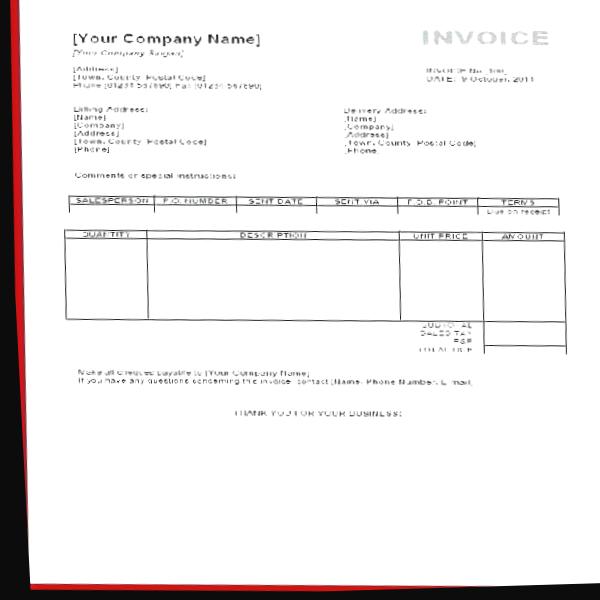 [Your Company Name]
INVOICE
[Your Company Slogan]
[Address]
[Town, County, Postal Code]
Phone [01234 567890] Fax [01234 567890]
INVOICE No. 100
DATE: 9 October, 2011
Billing Address:
[Name]
[Company]
[Address]
[Town, County, Postal Code]
[Phone]
Delivery Address:
[Name]
[Company]
[Address]
[Town, County, Postal Code]
[Phone]
Comments or special instructions:
SALESPERSON P.O. NUMBER SENT DATE SENT VIA F.O.B. POINT TERMS
Due on receipt
QUANTITY DESCRIPTION UNIT PRICE AMOUNT
SUBTOTAL
SALES TAX
P&P
TOTAL DUE
Make all cheques payable to [Your Company Name]
If you have any questions concerning this invoice, contact [Name, Phone Number, E-mail]
THANK YOU FOR YOUR BUSINESS!